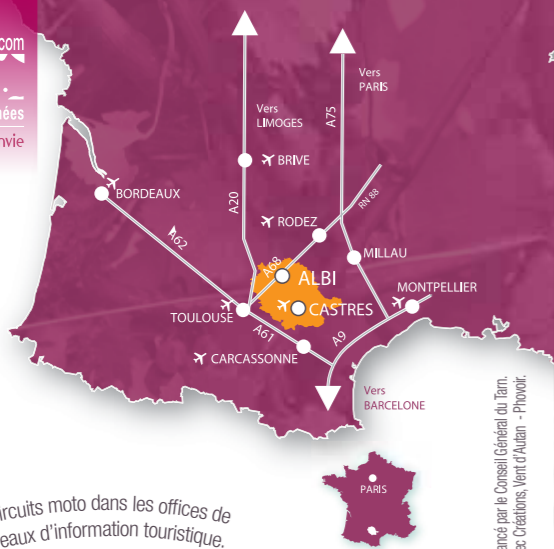 com
ées
nvie
Vers
LIMOGES
Vers
PARIS
A75
BRIVE
A20
BORDEAUX
RODEZ
RN 88
A62
MILLAU
A68
ALBI
MONTPELLIER
CASTRES
TOULOUSE
A61
A9
CARCASSONNE
Vers
BARCELONE
PARIS
ircuits moto dans les offices de
eaux d'information touristique.
ancé par le Conseil Général du Tarn.
ec Créations, Vent d'Autan - Phovoir.